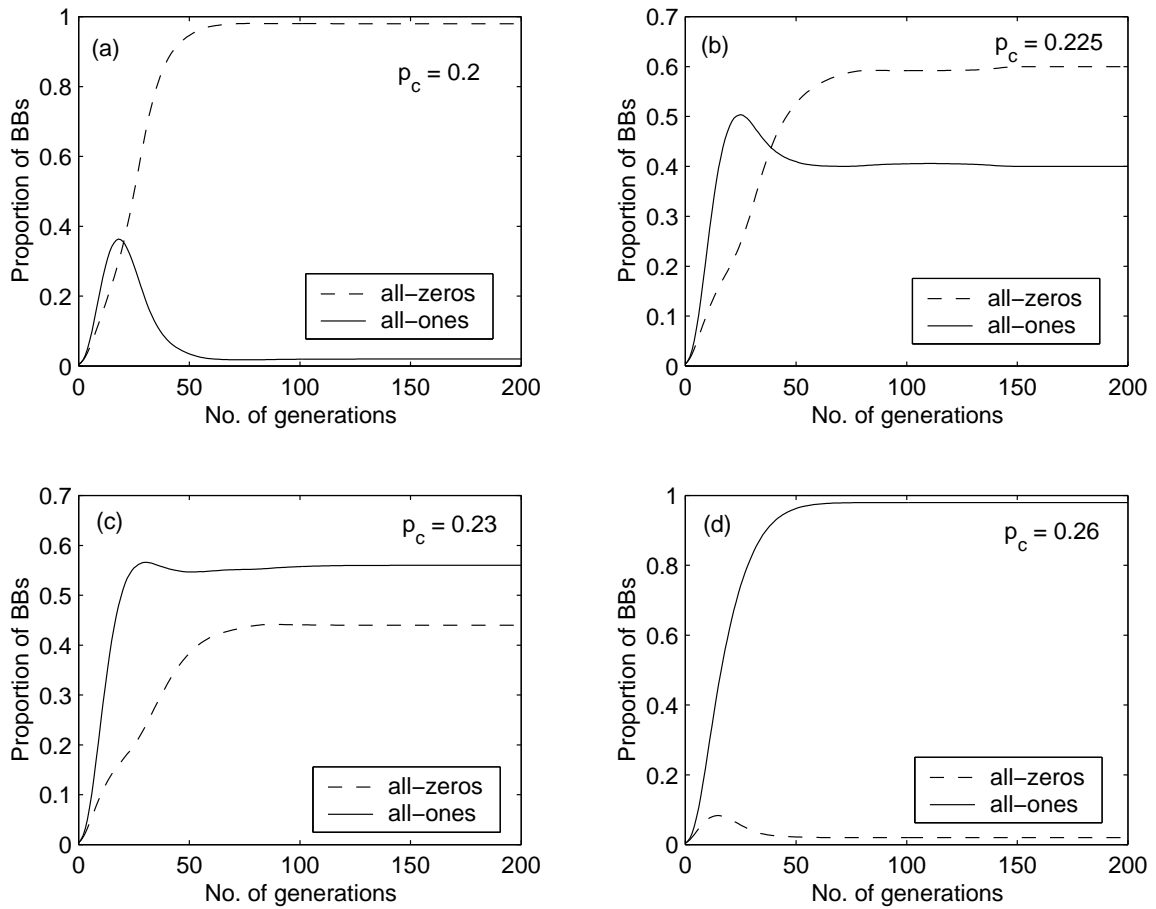 (a)
p_c = 0.2
1
0.8
0.6
0.4
0.2
0
Proportion of BBs
all-zeros
all-ones
0 50 100 150 200
No. of generations
(b)
p_c = 0.225
0.7
0.6
0.5
0.4
0.3
0.2
0.1
0
Proportion of BBs
all-zeros
all-ones
0 50 100 150 200
No. of generations
(c)
p_c = 0.23
0.7
0.6
0.5
0.4
0.3
0.2
0.1
0
Proportion of BBs
all-zeros
all-ones
0 50 100 150 200
No. of generations
(d)
p_c = 0.26
1
0.8
0.6
0.4
0.2
0
Proportion of BBs
all-zeros
all-ones
0 50 100 150 200
No. of generations